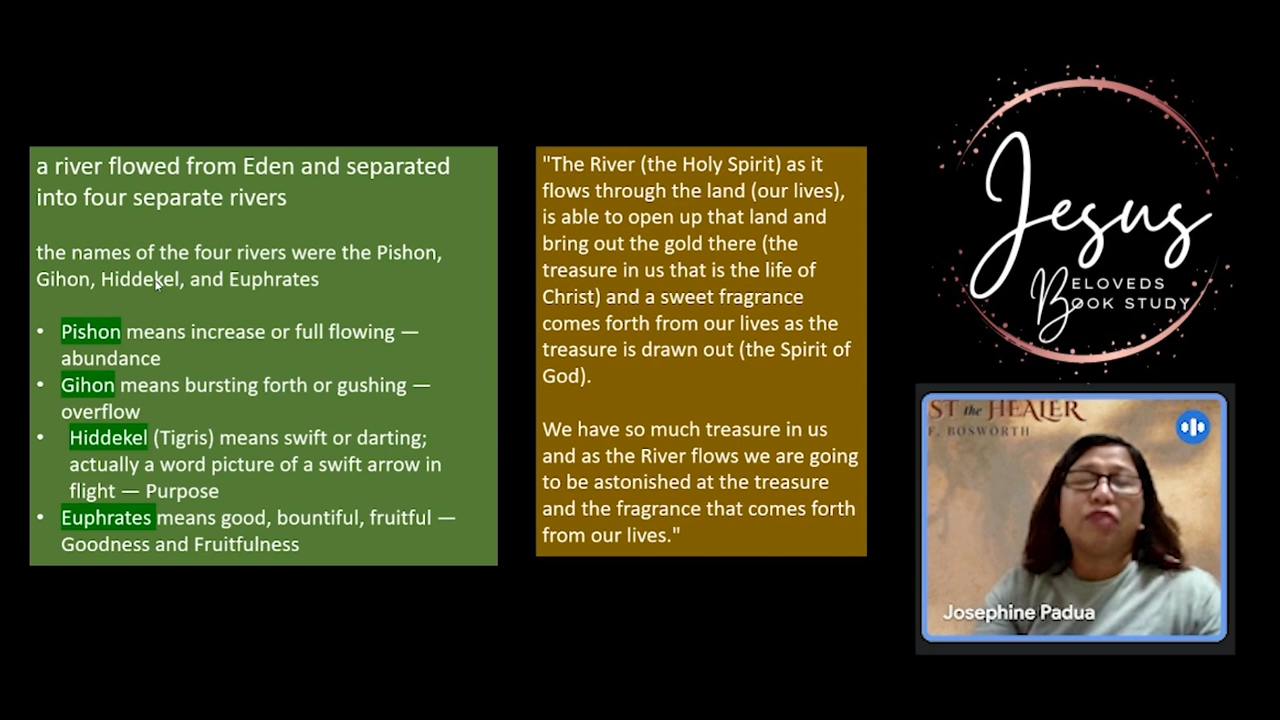 a river flowed from Eden and separated
into four separate rivers
the names of the four rivers were the Pishon,
Gihon, Hiddekel, and Euphrates
• Pishon means increase or full flowing —
abundance
• Gihon means bursting forth or gushing —
overflow
• Hiddekel (Tigris) means swift or darting;
actually a word picture of a swift arrow in
flight — Purpose
• Euphrates means good, bountiful, fruitful —
Goodness and Fruitfulness
"The River (the Holy Spirit) as it
flows through the land (our lives),
is able to open up that land and
bring out the gold there (the
treasure in us that is the life of
Christ) and a sweet fragrance
comes forth from our lives as the
treasure is drawn out (the Spirit of
God).
We have so much treasure in us
and as the River flows we are going
to be astonished at the treasure
and the fragrance that comes forth
from our lives."
Jesus
BELOVEDS
BOOK STUDY
ST the HEALER
F. BOSWORTH
Josephine Padua